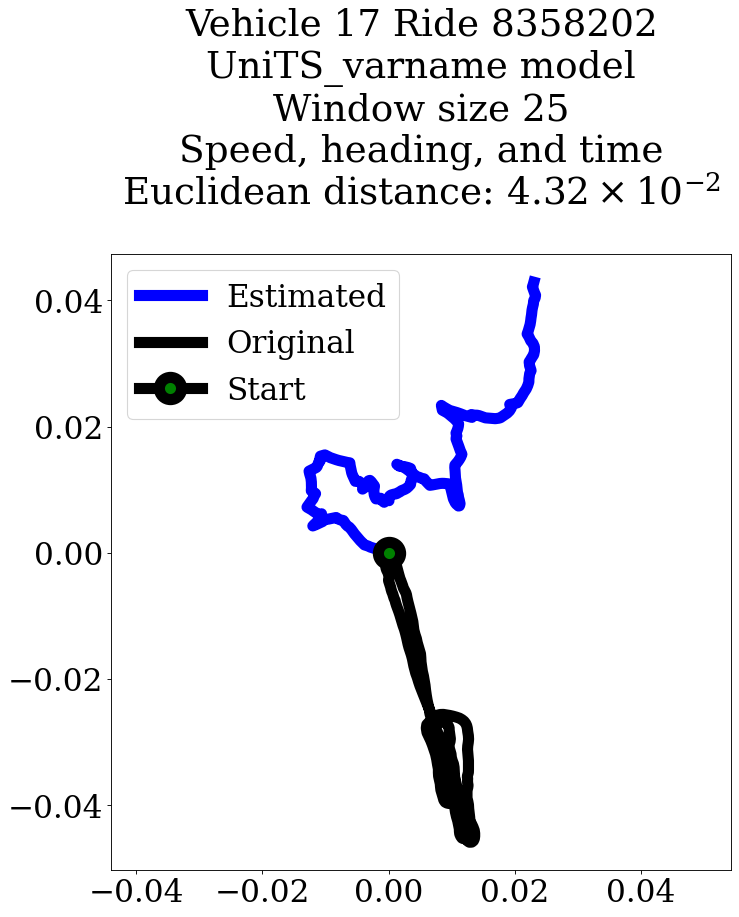 Vehicle 17 Ride 8358202
UniTS_varname model
Window size 25
Speed, heading, and time
Euclidean distance: 4.32 × 10⁻²
Estimated
Original
Start
0.04
0.02
0.00
−0.02
−0.04
−0.04 −0.02 0.00 0.02 0.04